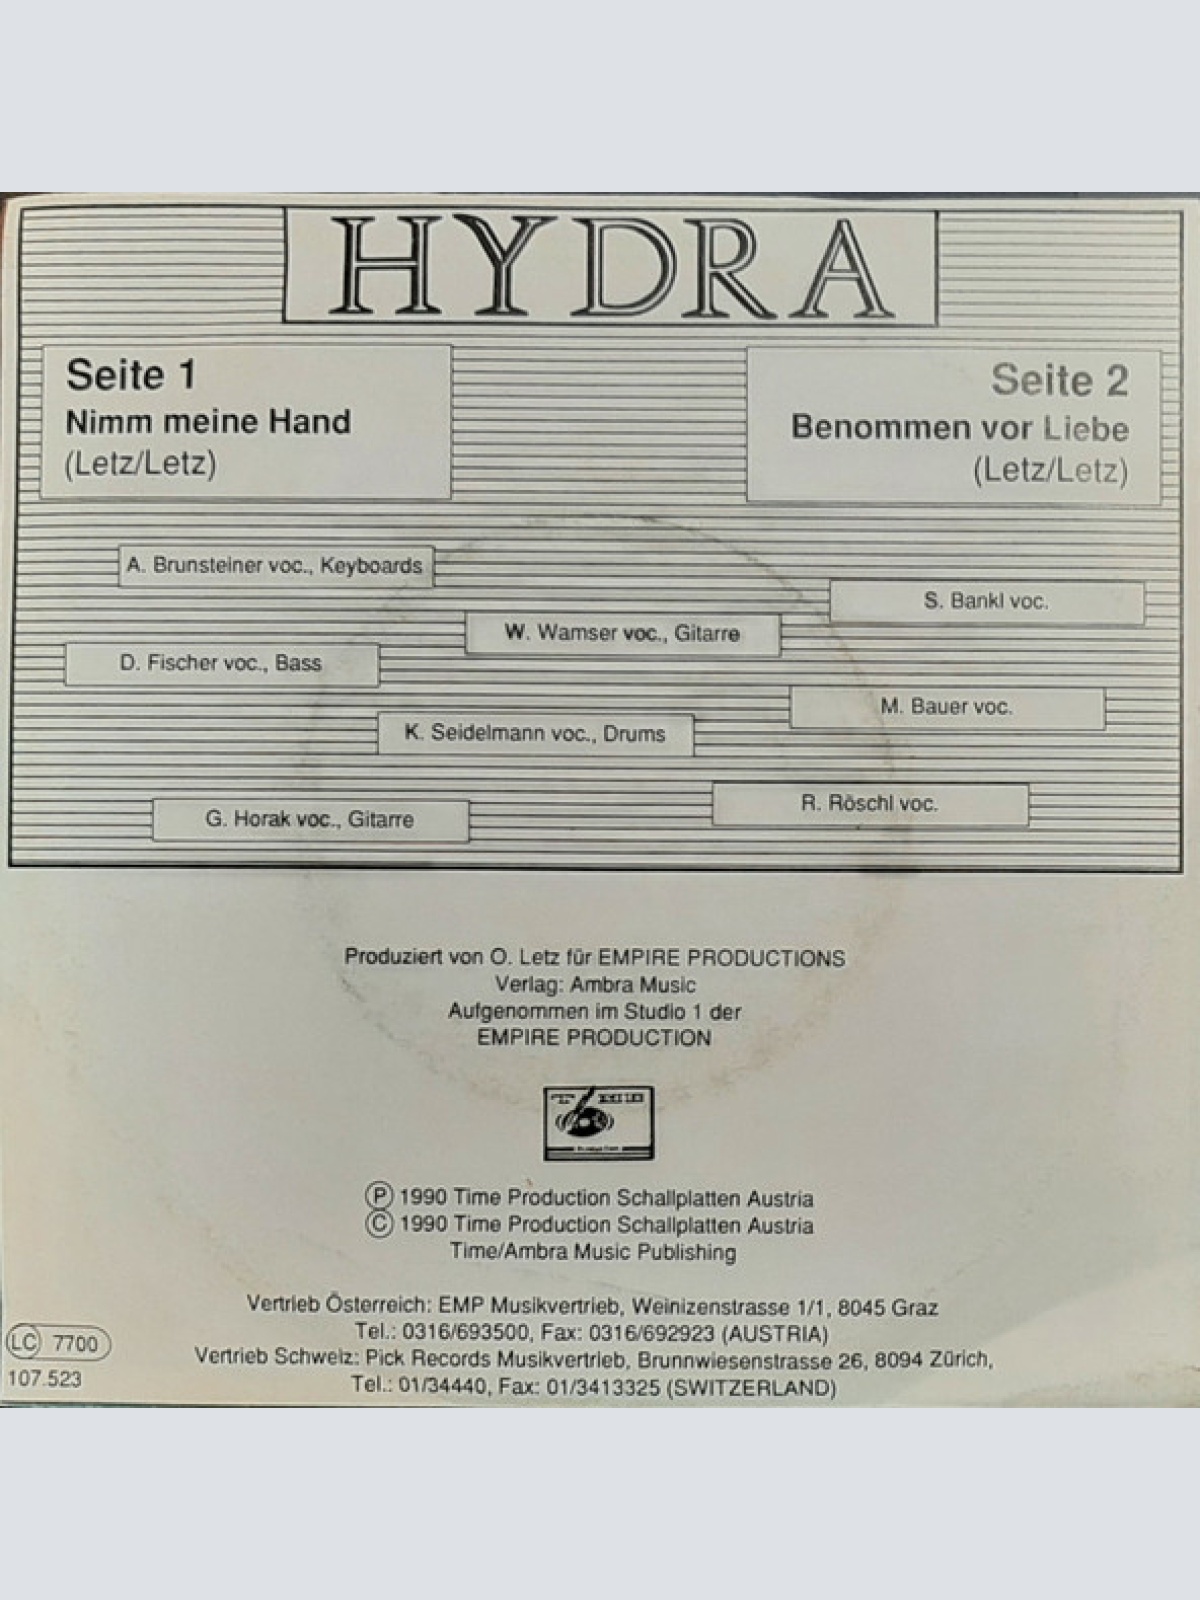 HYDRA
Seite 1
Nimm meine Hand
(Letz/Letz)
Seite 2
Benommen vor Liebe
(Letz/Letz)
A. Brunsteiner voc., Keyboards
S. Bankl voc.
W. Wamser voc., Gitarre
D. Fischer voc., Bass
M. Bauer voc.
K. Seidelmann voc., Drums
R. Röschl voc.
G. Horak voc., Gitarre
Produziert von O. Letz für EMPIRE PRODUCTIONS
Verlag: Ambra Music
Aufgenommen im Studio 1 der
EMPIRE PRODUCTION
Ⓟ 1990 Time Production Schallplatten Austria
Ⓒ 1990 Time Production Schallplatten Austria
Time/Ambra Music Publishing
Vertrieb Österreich: EMP Musikvertrieb, Weinizenstrasse 1/1, 8045 Graz
Tel.: 0316/693500, Fax: 0316/692923 (AUSTRIA)
Vertrieb Schweiz: Pick Records Musikvertrieb, Brunnwiesenstrasse 26, 8094 Zürich,
Tel.: 01/34440, Fax: 01/3413325 (SWITZERLAND)
LC 7700
107.523